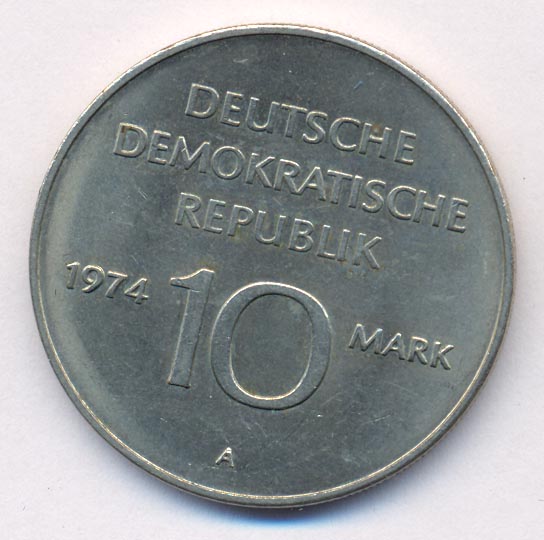 DEUTSCHE
DEMOKRATISCHE
REPUBLIK
1974 10 MARK
A